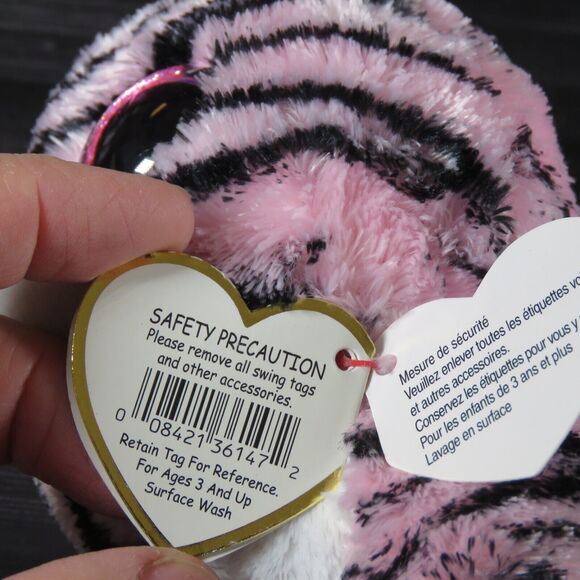 SAFETY PRECAUTION
Please remove all swing tags
and other accessories.
0 08421 36147 2
Retain Tag For Reference.
For Ages 3 And Up
Surface Wash
Mesure de sécurité
Veuillez enlever toutes les étiquettes
et autres accessoires.
Conservez les étiquettes pour vous y
Pour les enfants de 3 ans et plus
Lavage en surface